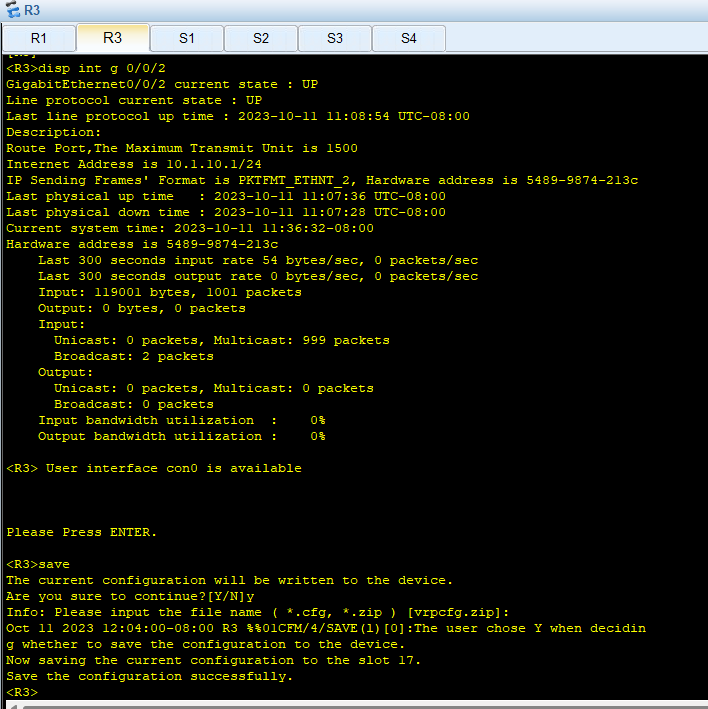 R3
R1 R3 S1 S2 S3 S4
<R3>disp int g 0/0/2
GigabitEthernet0/0/2 current state : UP
Line protocol current state : UP
Last line protocol up time : 2023-10-11 11:08:54 UTC-08:00
Description:
Route Port,The Maximum Transmit Unit is 1500
Internet Address is 10.1.10.1/24
IP Sending Frames' Format is PKTFMT_ETHNT_2, Hardware address is 5489-9874-213c
Last physical up time   : 2023-10-11 11:07:36 UTC-08:00
Last physical down time : 2023-10-11 11:07:28 UTC-08:00
Current system time: 2023-10-11 11:36:32-08:00
Hardware address is 5489-9874-213c
    Last 300 seconds input rate 54 bytes/sec, 0 packets/sec
    Last 300 seconds output rate 0 bytes/sec, 0 packets/sec
    Input: 119001 bytes, 1001 packets
    Output: 0 bytes, 0 packets
    Input:
      Unicast: 0 packets, Multicast: 999 packets
      Broadcast: 2 packets
    Output:
      Unicast: 0 packets, Multicast: 0 packets
      Broadcast: 0 packets
    Input bandwidth utilization  :    0%
    Output bandwidth utilization :    0%
<R3> User interface con0 is available
Please Press ENTER.
<R3>save
The current configuration will be written to the device.
Are you sure to continue?[Y/N]y
Info: Please input the file name ( *.cfg, *.zip ) [vrpcfg.zip]:
Oct 11 2023 12:04:00-08:00 R3 %%01CFM/4/SAVE(l)[0]:The user chose Y when decidin
g whether to save the configuration to the device.
Now saving the current configuration to the slot 17.
Save the configuration successfully.
<R3>